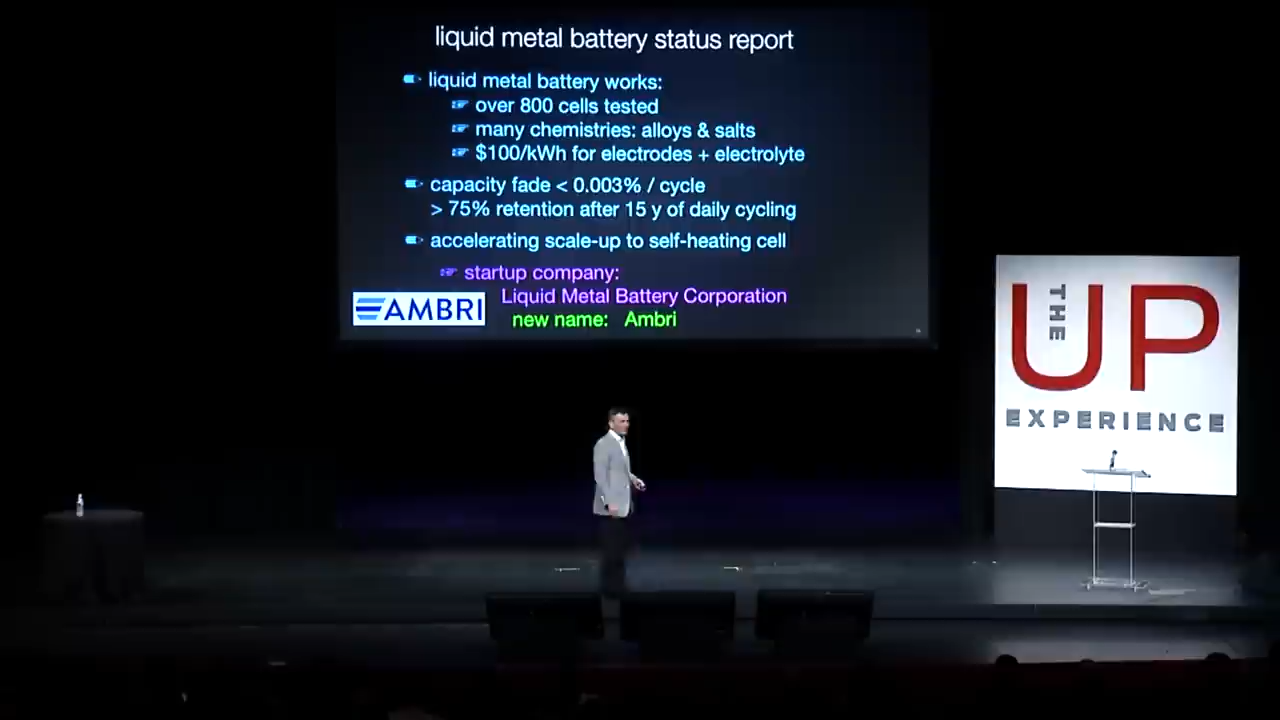 liquid metal battery status report
liquid metal battery works:
over 800 cells tested
many chemistries: alloys & salts
$100/kWh for electrodes + electrolyte
capacity fade < 0.003% / cycle
> 75% retention after 15 y of daily cycling
accelerating scale-up to self-heating cell
startup company:
Liquid Metal Battery Corporation
new name: Ambri
AMBRI
THE
UP
EXPERIENCE